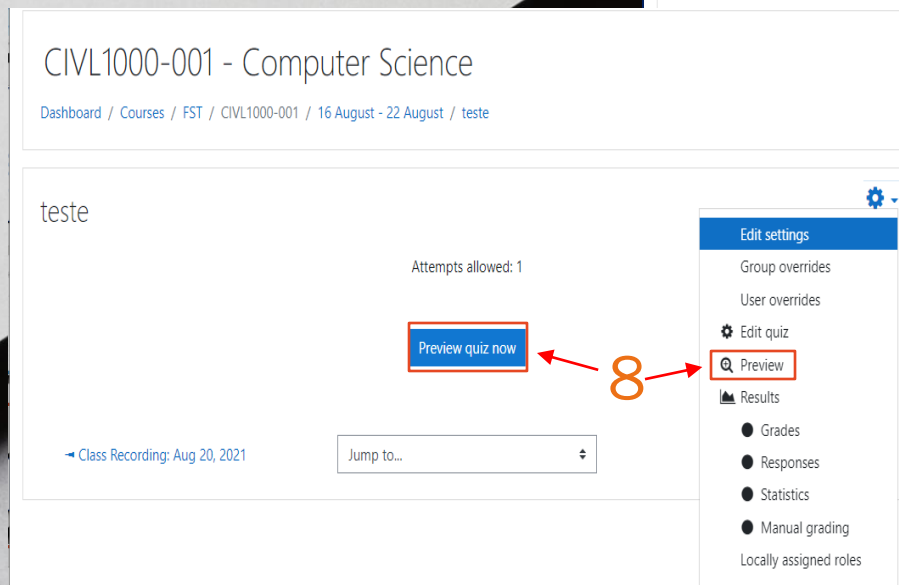 CIVL1000-001 - Computer Science
Dashboard / Courses / FST / CIVL1000-001 / 16 August - 22 August / teste
teste
Attempts allowed: 1
Preview quiz now
8
◄ Class Recording: Aug 20, 2021
Jump to...
Edit settings
Group overrides
User overrides
Edit quiz
Preview
Results
Grades
Responses
Statistics
Manual grading
Locally assigned roles